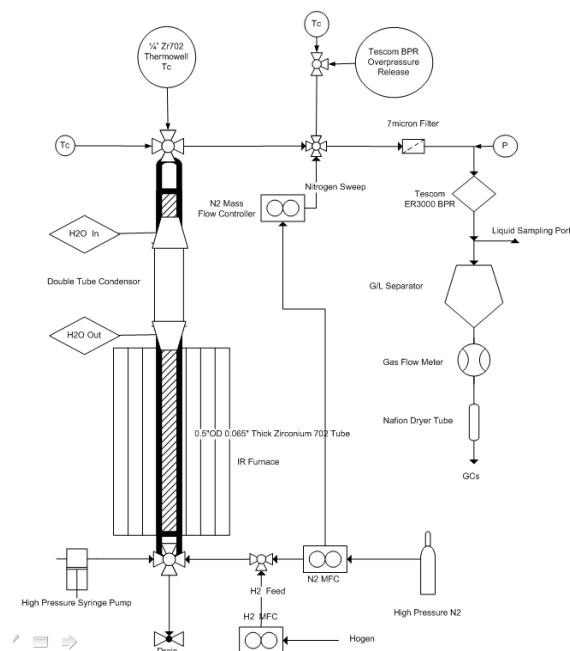 Tc
¼" Zr702
Thermowell
Tc
Tescom BPR
Overpressure
Release
Tc
7micron Filter
P
Nitrogen Sweep
N2 Mass
Flow Controller
Tescom
ER3000 BPR
Liquid Sampling Port
H2O In
Double Tube Condensor
G/L Separator
H2O Out
Gas Flow Meter
0.5"OD 0.065" Thick Zirconium 702 Tube
IR Furnace
Nafion Dryer Tube
GCs
High Pressure Syringe Pump
N2 MFC
High Pressure N2
H2 Feed
H2 MFC
Hogen
Drain